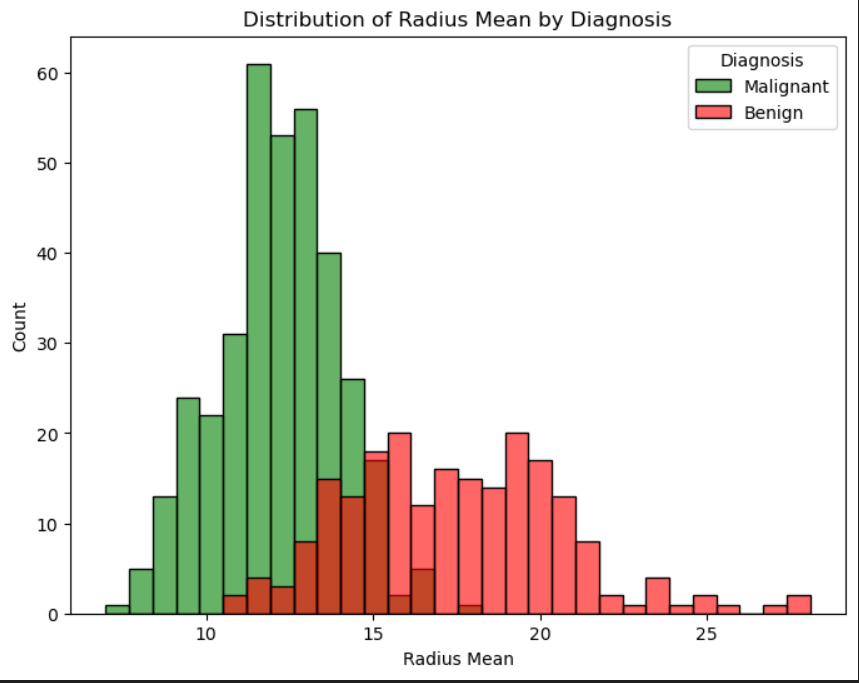 Distribution of Radius Mean by Diagnosis
Diagnosis
Malignant
Benign
60
50
40
30
20
10
0
Count
10 15 20 25
Radius Mean